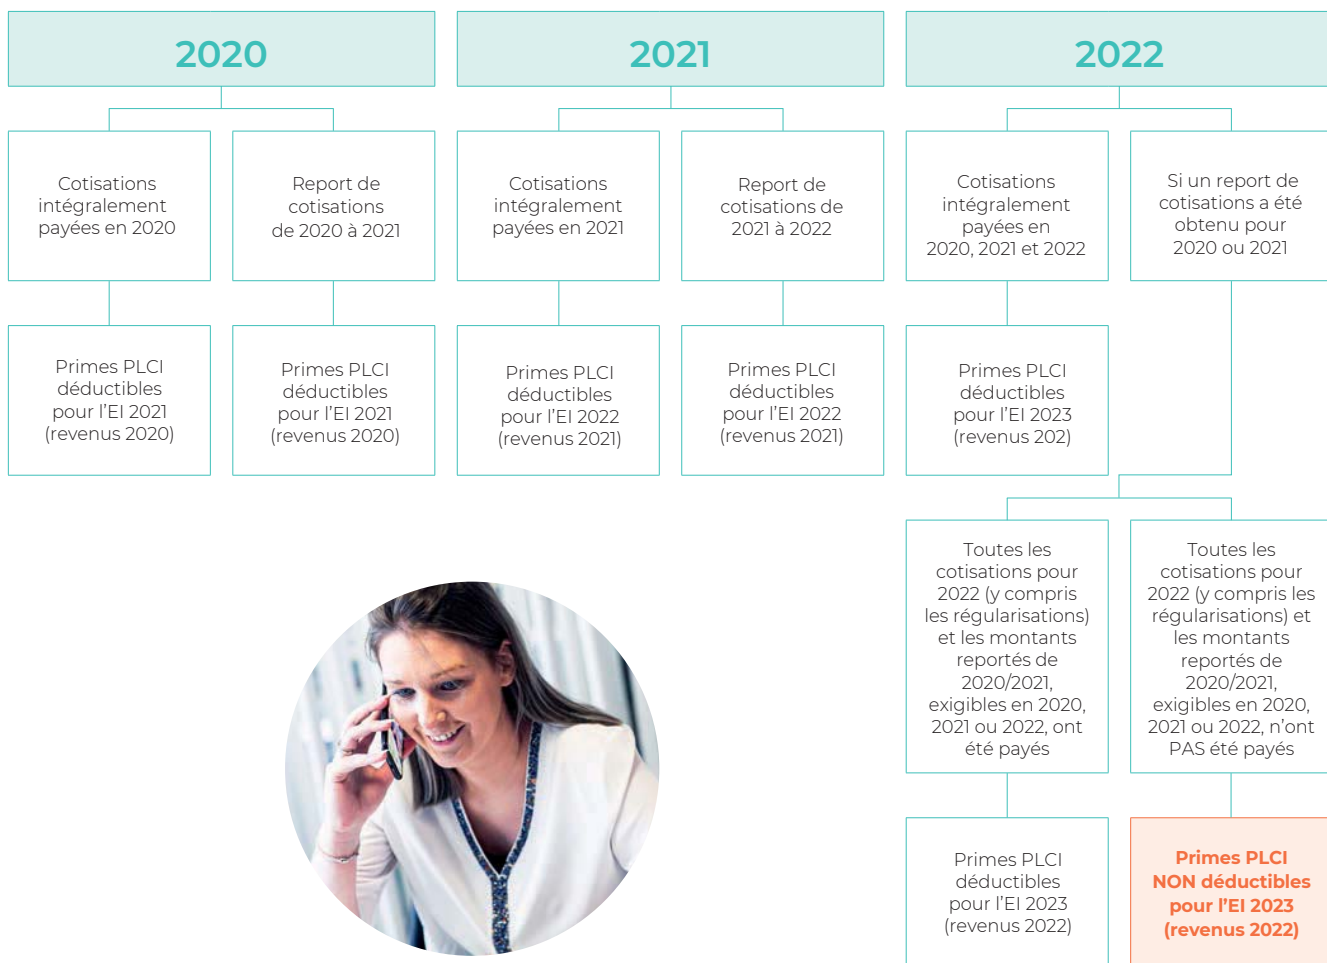 2020
2021
2022
Cotisations
intégralement
payées en 2020
Report de
cotisations
de 2020 à 2021
Cotisations
intégralement
payées en 2021
Report de
cotisations de
2021 à 2022
Cotisations
intégralement
payées en
2020, 2021 et 2022
Si un report de
cotisations a été
obtenu pour
2020 ou 2021
Primes PLCI
déductibles
pour l'EI 2021
(revenus 2020)
Primes PLCI
déductibles
pour l'EI 2021
(revenus 2020)
Primes PLCI
déductibles
pour l'EI 2022
(revenus 2021)
Primes PLCI
déductibles
pour l'EI 2022
(revenus 2021)
Primes PLCI
déductibles
pour l'EI 2023
(revenus 202)
Toutes les
cotisations pour
2022 (y compris
les régularisations)
et les montants
reportés de
2020/2021,
exigibles en 2020,
2021 ou 2022, ont
été payés
Toutes les
cotisations pour
2022 (y compris les
régularisations) et
les montants
reportés de
2020/2021,
exigibles en 2020,
2021 ou 2022, n'ont
PAS été payés
Primes PLCI
déductibles
pour l'EI 2023
(revenus 2022)
Primes PLCI
NON déductibles
pour l'EI 2023
(revenus 2022)